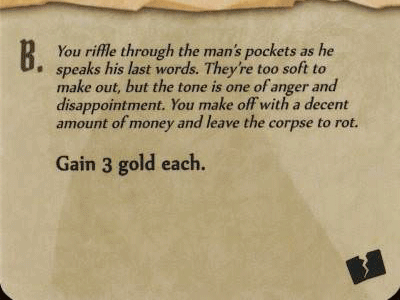 B.
You riffle through the man's pockets as he
speaks his last words. They're too soft to
make out, but the tone is one of anger and
disappointment. You make off with a decent
amount of money and leave the corpse to rot.
Gain 3 gold each.